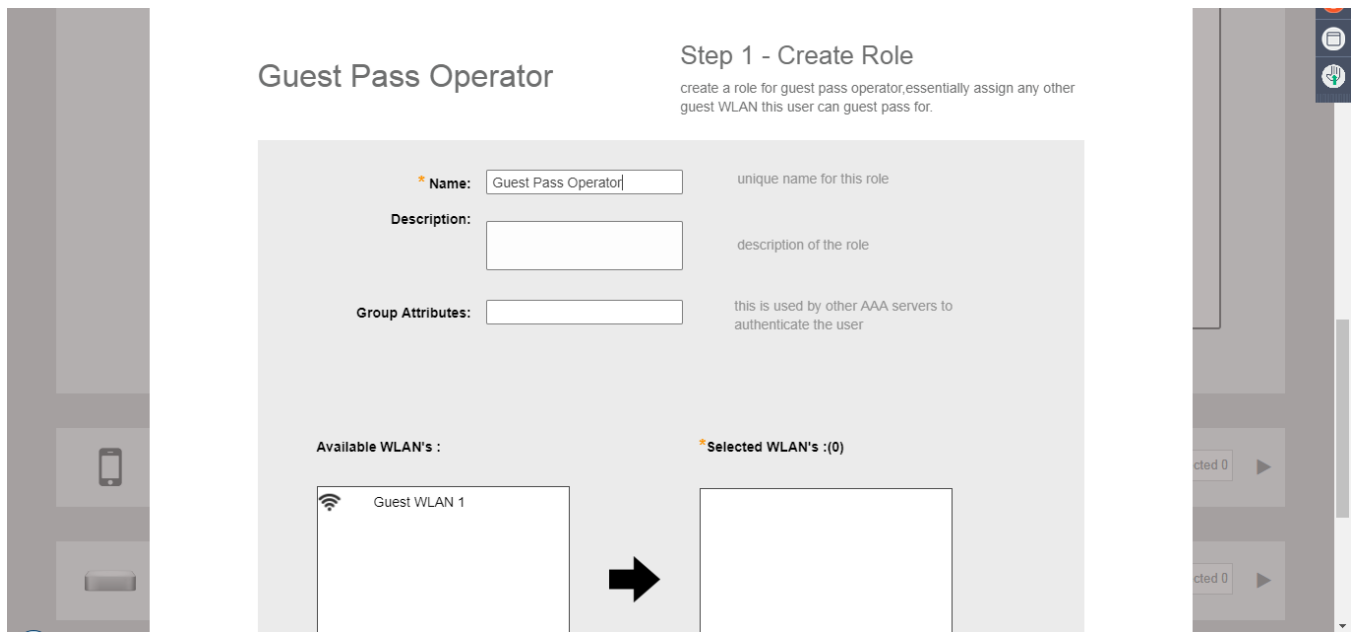 Guest Pass Operator
Step 1 - Create Role
create a role for guest pass operator,essentially assign any other
guest WLAN this user can guest pass for.
* Name:
Guest Pass Operator
unique name for this role
Description:
description of the role
Group Attributes:
this is used by other AAA servers to
authenticate the user
Available WLAN's :
*Selected WLAN's :(0)
Guest WLAN 1
cted 0
cted 0